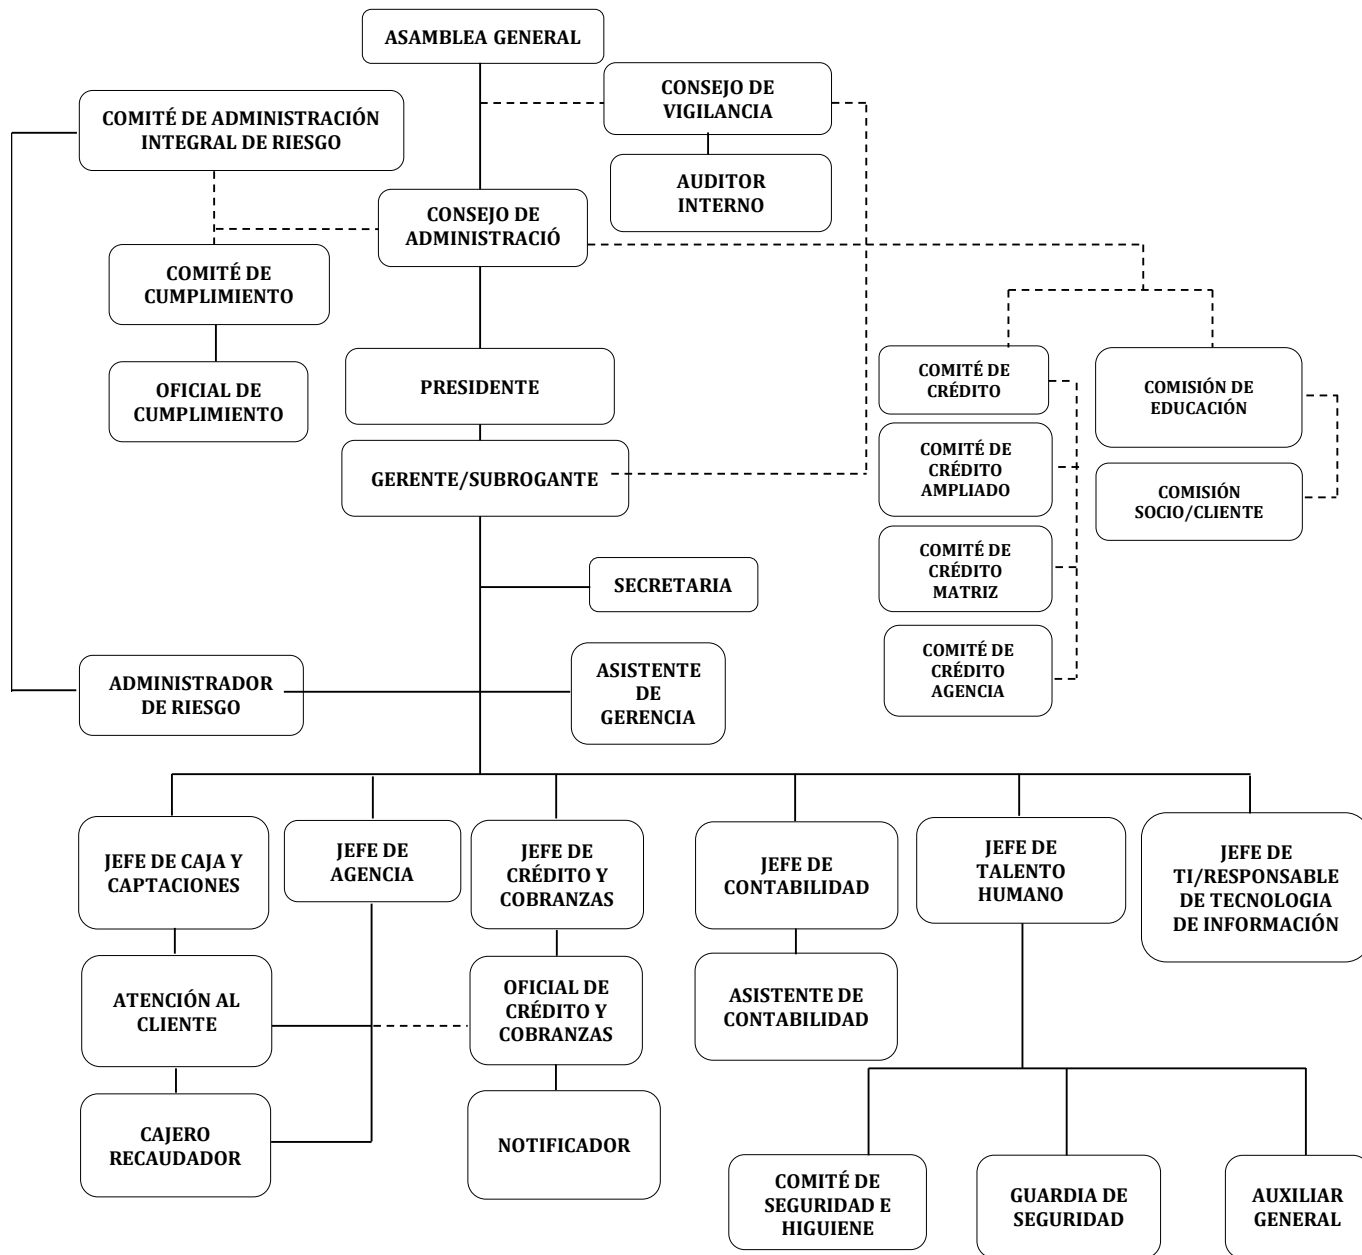 ASAMBLEA GENERAL
CONSEJO DE
VIGILANCIA
COMITÉ DE ADMINISTRACIÓN
INTEGRAL DE RIESGO
AUDITOR
INTERNO
CONSEJO DE
ADMINISTRACIÓ
COMITÉ DE
CUMPLIMIENTO
OFICIAL DE
CUMPLIMIENTO
PRESIDENTE
COMITÉ DE
CRÉDITO
COMISIÓN DE
EDUCACIÓN
GERENTE/SUBROGANTE
COMITÉ DE
CRÉDITO
AMPLIADO
COMISIÓN
SOCIO/CLIENTE
COMITÉ DE
CRÉDITO
MATRIZ
SECRETARIA
COMITÉ DE
CRÉDITO
AGENCIA
ADMINISTRADOR
DE RIESGO
ASISTENTE
DE
GERENCIA
JEFE DE CAJA Y
CAPTACIONES
JEFE DE
AGENCIA
JEFE DE
CRÉDITO Y
COBRANZAS
JEFE DE
CONTABILIDAD
JEFE DE
TALENTO
HUMANO
JEFE DE
TI/RESPONSABLE
DE TECNOLOGIA
DE INFORMACIÓN
ATENCIÓN AL
CLIENTE
OFICIAL DE
CRÉDITO Y
COBRANZAS
ASISTENTE DE
CONTABILIDAD
CAJERO
RECAUDADOR
NOTIFICADOR
COMITÉ DE
SEGURIDAD E
HIGUIENE
GUARDIA DE
SEGURIDAD
AUXILIAR
GENERAL